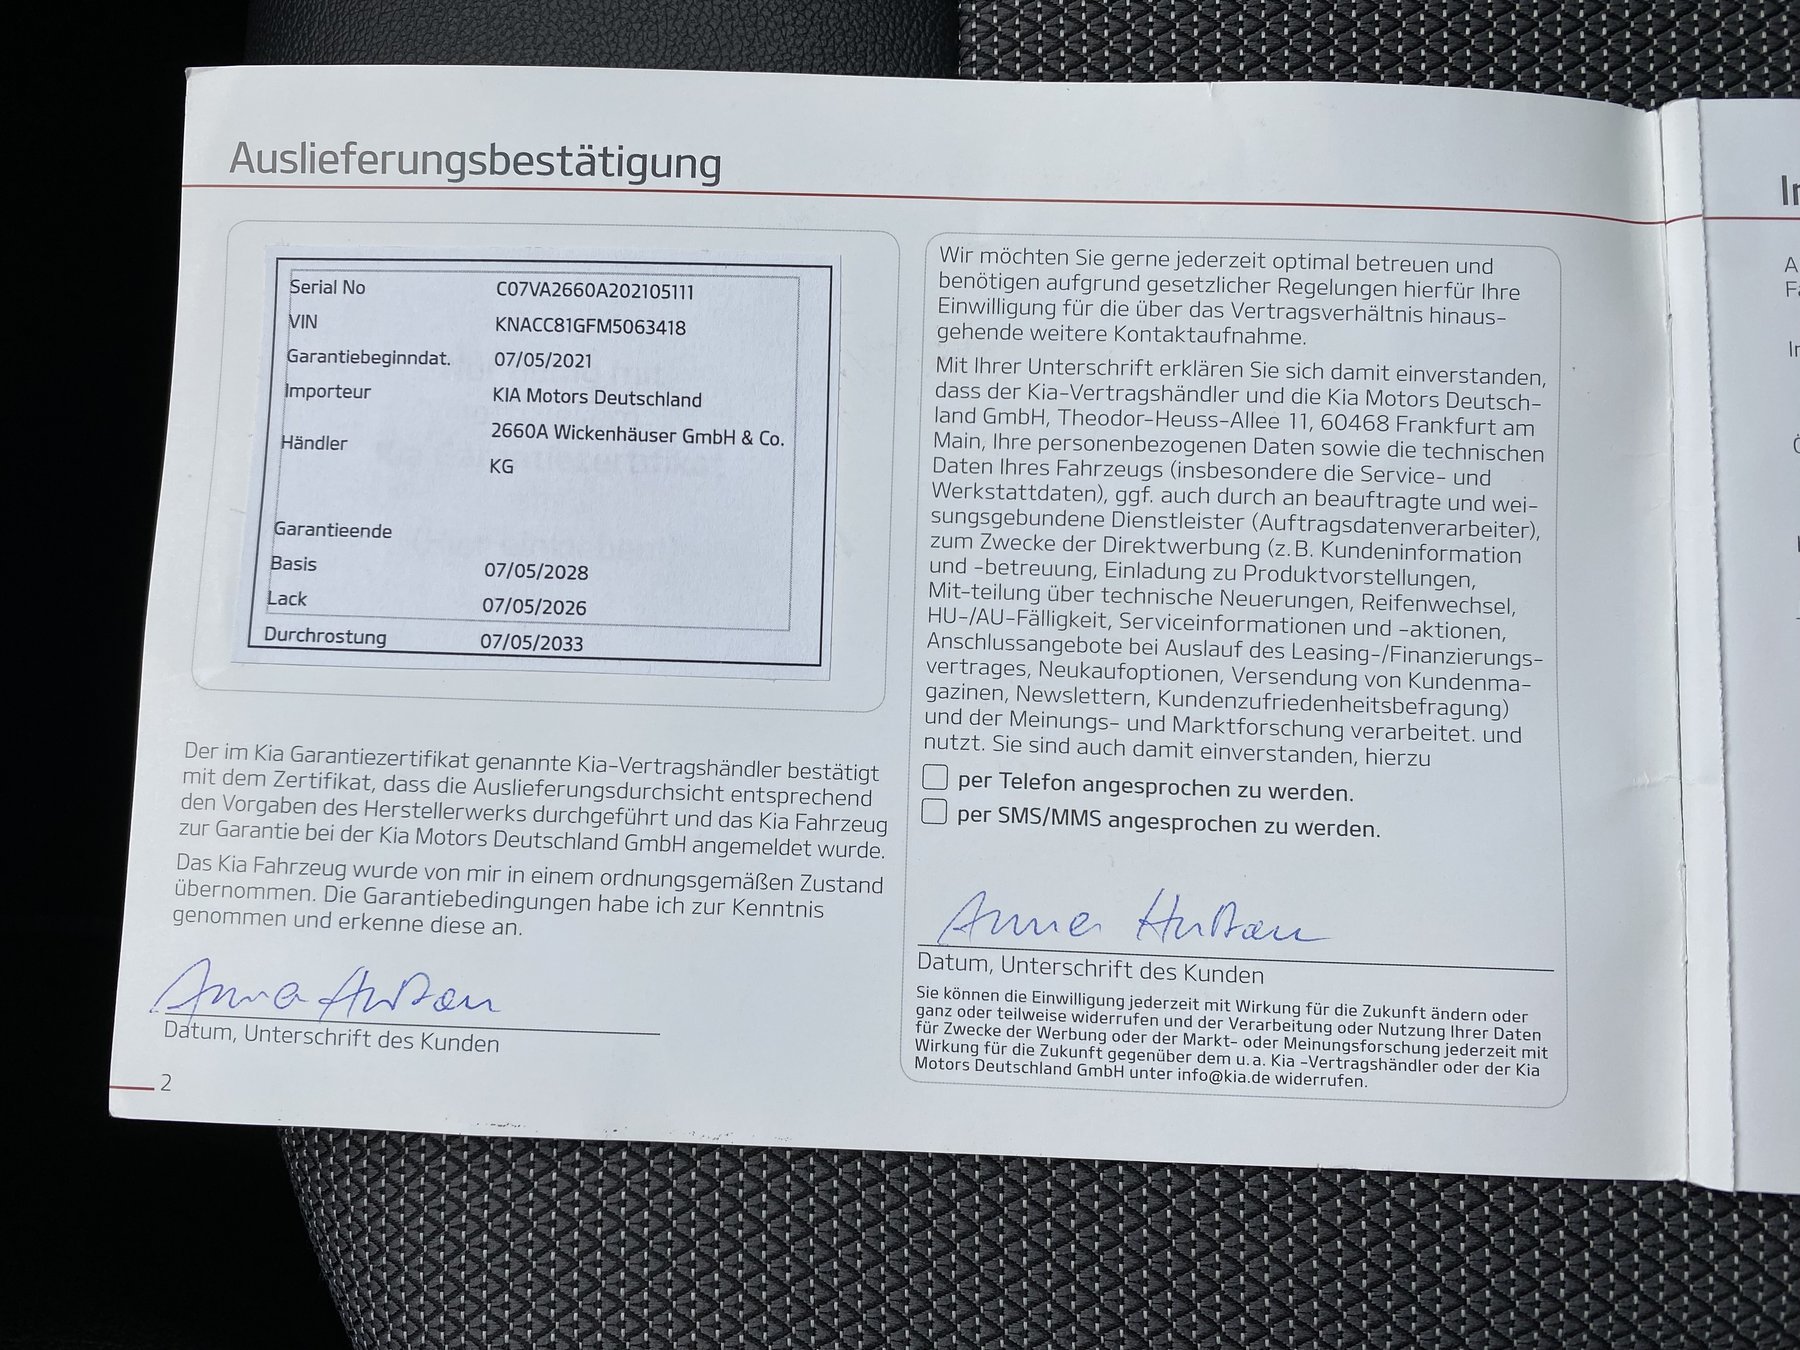 Auslieferungsbestätigung
Serial No C07VA2660A202105111
VIN KNACC81GFM5063418
Garantiebeginndat. 07/05/2021
Importeur KIA Motors Deutschland
Händler 2660A Wickenhäuser GmbH & Co.
KG
Garantieende
Basis 07/05/2028
Lack 07/05/2026
Durchrostung 07/05/2033
Der im Kia Garantiezertifikat genannte Kia-Vertragshändler bestätigt
mit dem Zertifikat, dass die Auslieferungsdurchsicht entsprechend
den Vorgaben des Herstellerwerks durchgeführt und das Kia Fahrzeug
zur Garantie bei der Kia Motors Deutschland GmbH angemeldet wurde.
Das Kia Fahrzeug wurde von mir in einem ordnungsgemäßen Zustand
übernommen. Die Garantiebedingungen habe ich zur Kenntnis
genommen und erkenne diese an.
Anna
Datum, Unterschrift des Kunden
2
Wir möchten Sie gerne jederzeit optimal betreuen und
benötigen aufgrund gesetzlicher Regelungen hierfür Ihre
Einwilligung für die über das Vertragsverhältnis hinaus-
gehende weitere Kontaktaufnahme.
Mit Ihrer Unterschrift erklären Sie sich damit einverstanden,
dass der Kia-Vertragshändler und die Kia Motors Deutsch-
land GmbH, Theodor-Heuss-Allee 11, 60468 Frankfurt am
Main, Ihre personenbezogenen Daten sowie die technischen
Daten Ihres Fahrzeugs (insbesondere die Service- und
Werkstattdaten), ggf. auch durch an beauftragte und wei-
sungsgebundene Dienstleister (Auftragsdatenverarbeiter),
zum Zwecke der Direktwerbung (z. B. Kundeninformation
und -betreuung, Einladung zu Produktvorstellungen,
Mit-teilung über technische Neuerungen, Reifenwechsel,
HU-/AU-Fälligkeit, Serviceinformationen und -aktionen,
Anschlussangebote bei Auslauf des Leasing-/Finanzierungs-
vertrages, Neukaufoptionen, Versendung von Kundenma-
gazinen, Newslettern, Kundenzufriedenheitsbefragung)
und der Meinungs- und Marktforschung verarbeitet. und
nutzt. Sie sind auch damit einverstanden, hierzu
per Telefon angesprochen zu werden.
per SMS/MMS angesprochen zu werden.
Anna
Datum, Unterschrift des Kunden
Sie können die Einwilligung jederzeit mit Wirkung für die Zukunft ändern oder
ganz oder teilweise widerrufen und der Verarbeitung oder Nutzung Ihrer Daten
für Zwecke der Werbung oder der Markt- oder Meinungsforschung jederzeit mit
Wirkung für die Zukunft gegenüber dem u. a. Kia -Vertragshändler oder der Kia
Motors Deutschland GmbH unter info@kia.de widerrufen.